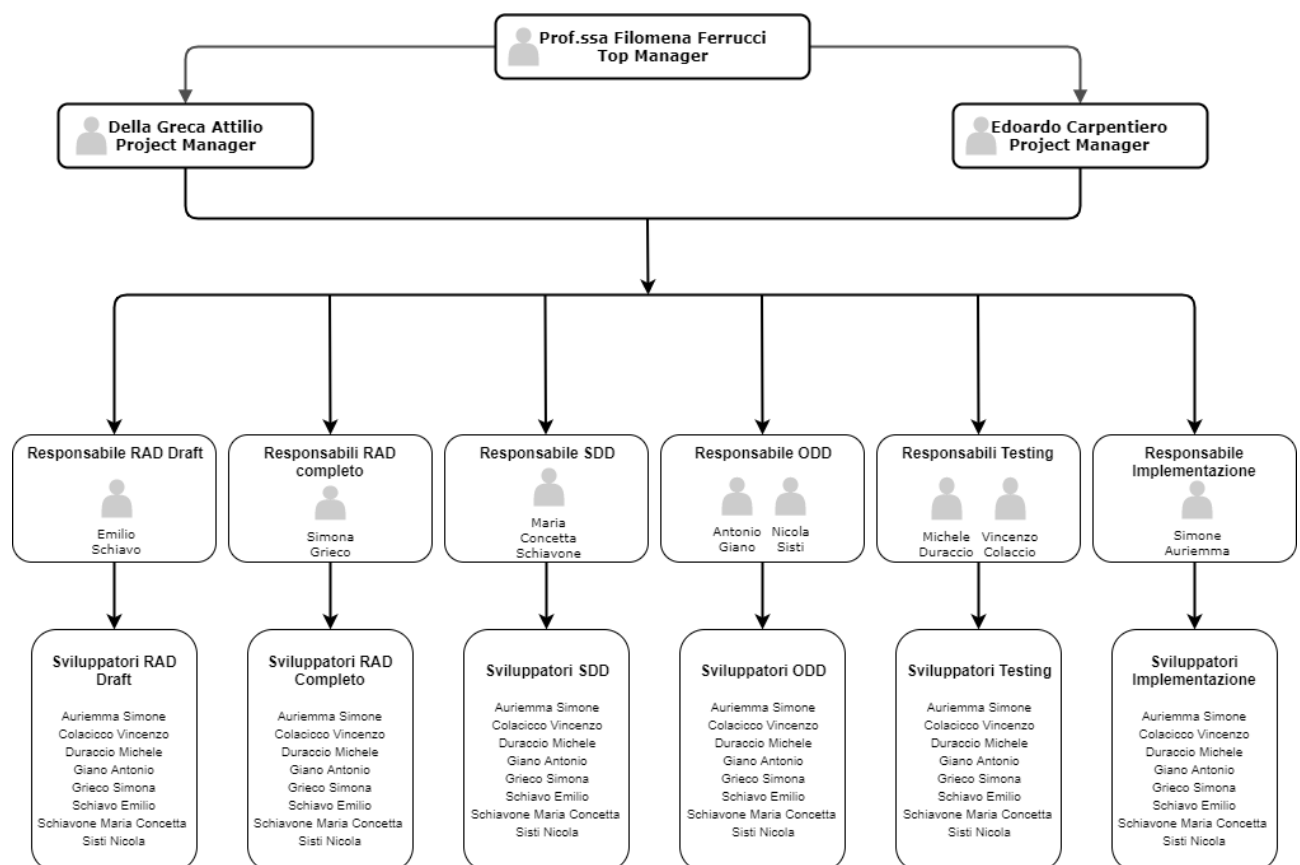 Prof.ssa Filomena Ferrucci
Top Manager
Della Greca Attilio
Project Manager
Edoardo Carpentiero
Project Manager
Responsabile RAD Draft
Emilio
Schiavo
Responsabili RAD
completo
Simona
Grieco
Responsabile SDD
Maria
Concetta
Schiavone
Responsabile ODD
Antonio
Giano
Nicola
Sisti
Responsabili Testing
Michele
Duraccio
Vincenzo
Colaccio
Responsabile
Implementazione
Simone
Auriemma
Sviluppatori RAD
Draft
Auriemma Simone
Colacicco Vincenzo
Duraccio Michele
Giano Antonio
Grieco Simona
Schiavo Emilio
Schiavone Maria Concetta
Sisti Nicola
Sviluppatori RAD
Completo
Auriemma Simone
Colacicco Vincenzo
Duraccio Michele
Giano Antonio
Grieco Simona
Schiavo Emilio
Schiavone Maria Concetta
Sisti Nicola
Sviluppatori SDD
Auriemma Simone
Colacicco Vincenzo
Duraccio Michele
Giano Antonio
Grieco Simona
Schiavo Emilio
Schiavone Maria Concetta
Sisti Nicola
Sviluppatori ODD
Auriemma Simone
Colacicco Vincenzo
Duraccio Michele
Giano Antonio
Grieco Simona
Schiavo Emilio
Schiavone Maria Concetta
Sisti Nicola
Sviluppatori Testing
Auriemma Simone
Colacicco Vincenzo
Duraccio Michele
Giano Antonio
Grieco Simona
Schiavo Emilio
Schiavone Maria Concetta
Sisti Nicola
Sviluppatori
Implementazione
Auriemma Simone
Colacicco Vincenzo
Duraccio Michele
Giano Antonio
Grieco Simona
Schiavo Emilio
Schiavone Maria Concetta
Sisti Nicola